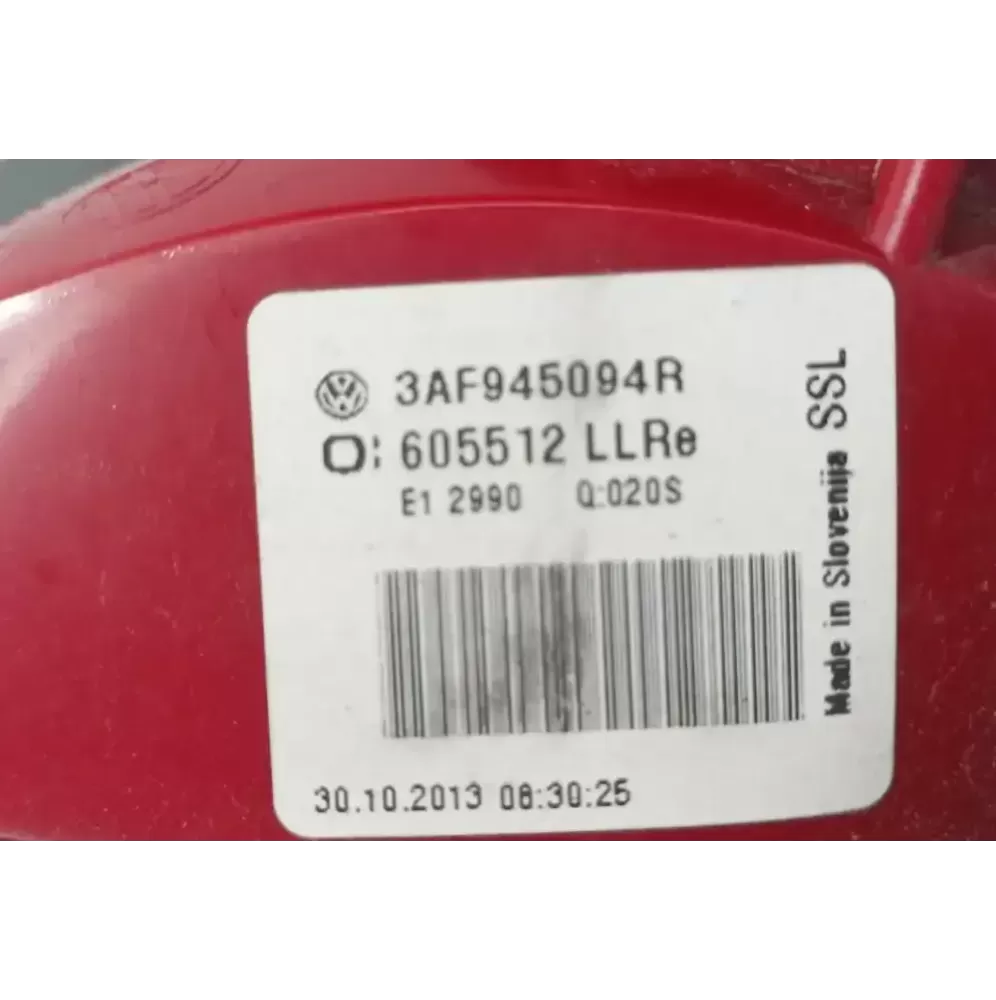 3AF945094R
O: 605512 LLRe
E1 2990 Q:020S
30.10.2013 08:30:25
Made in Slovenija SSL